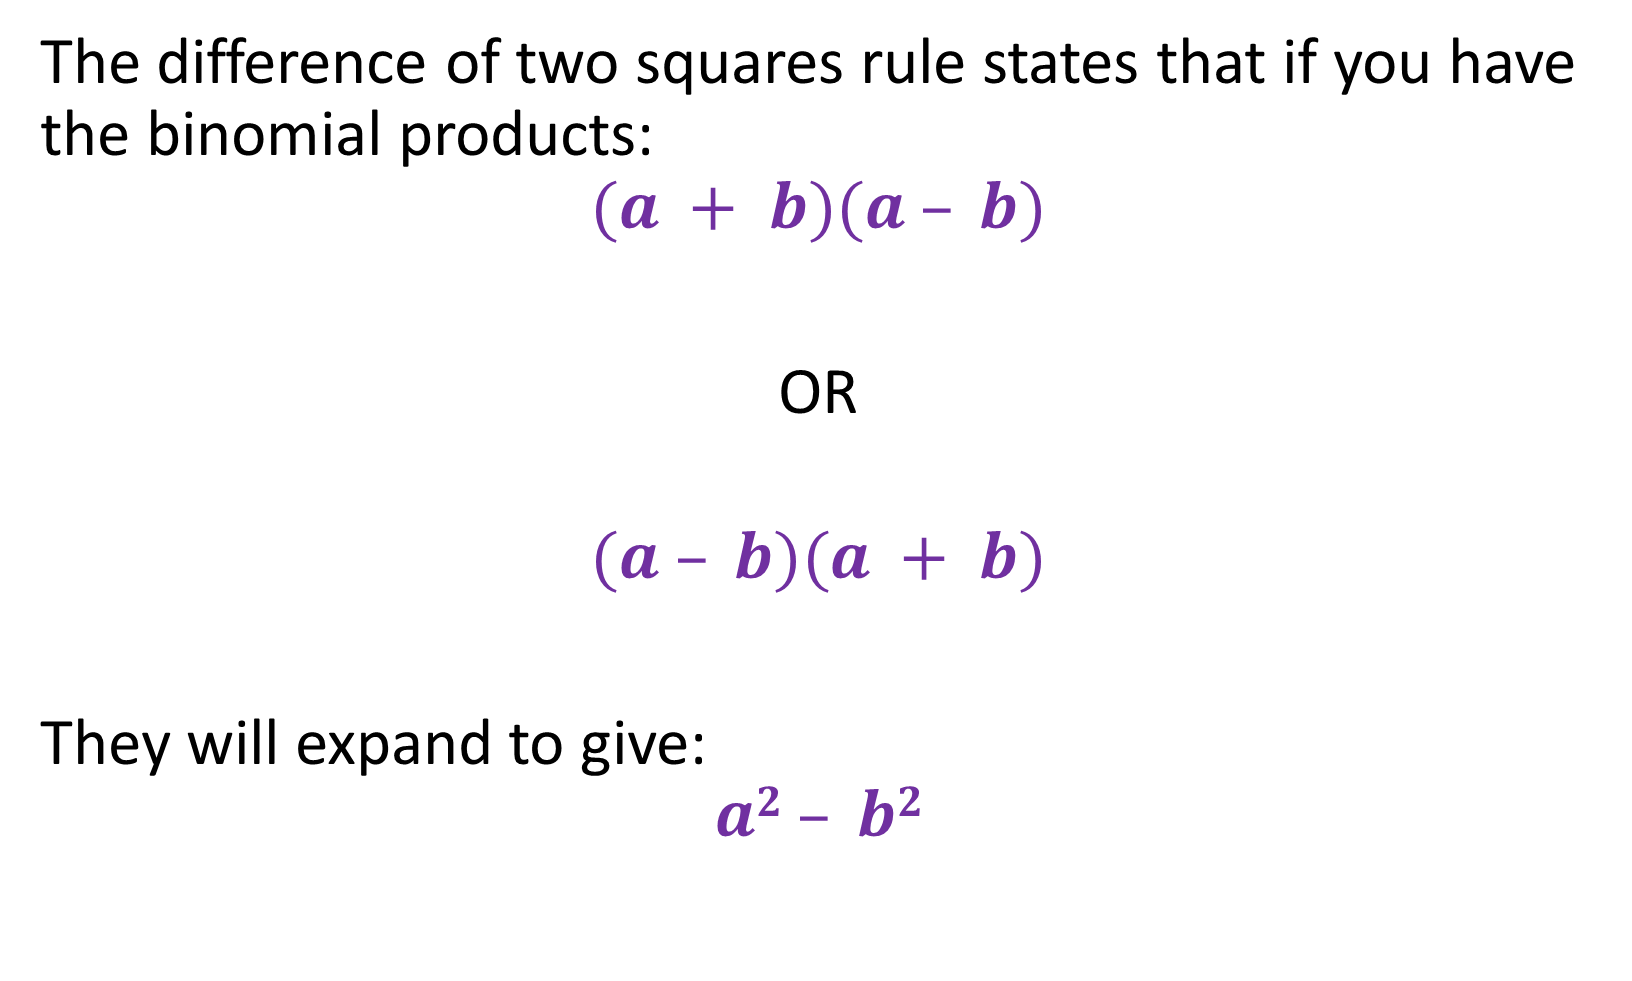 The difference of two squares rule states that if you have
the binomial products:
(a + b)(a – b)
OR
(a – b)(a + b)
They will expand to give:
a² – b²